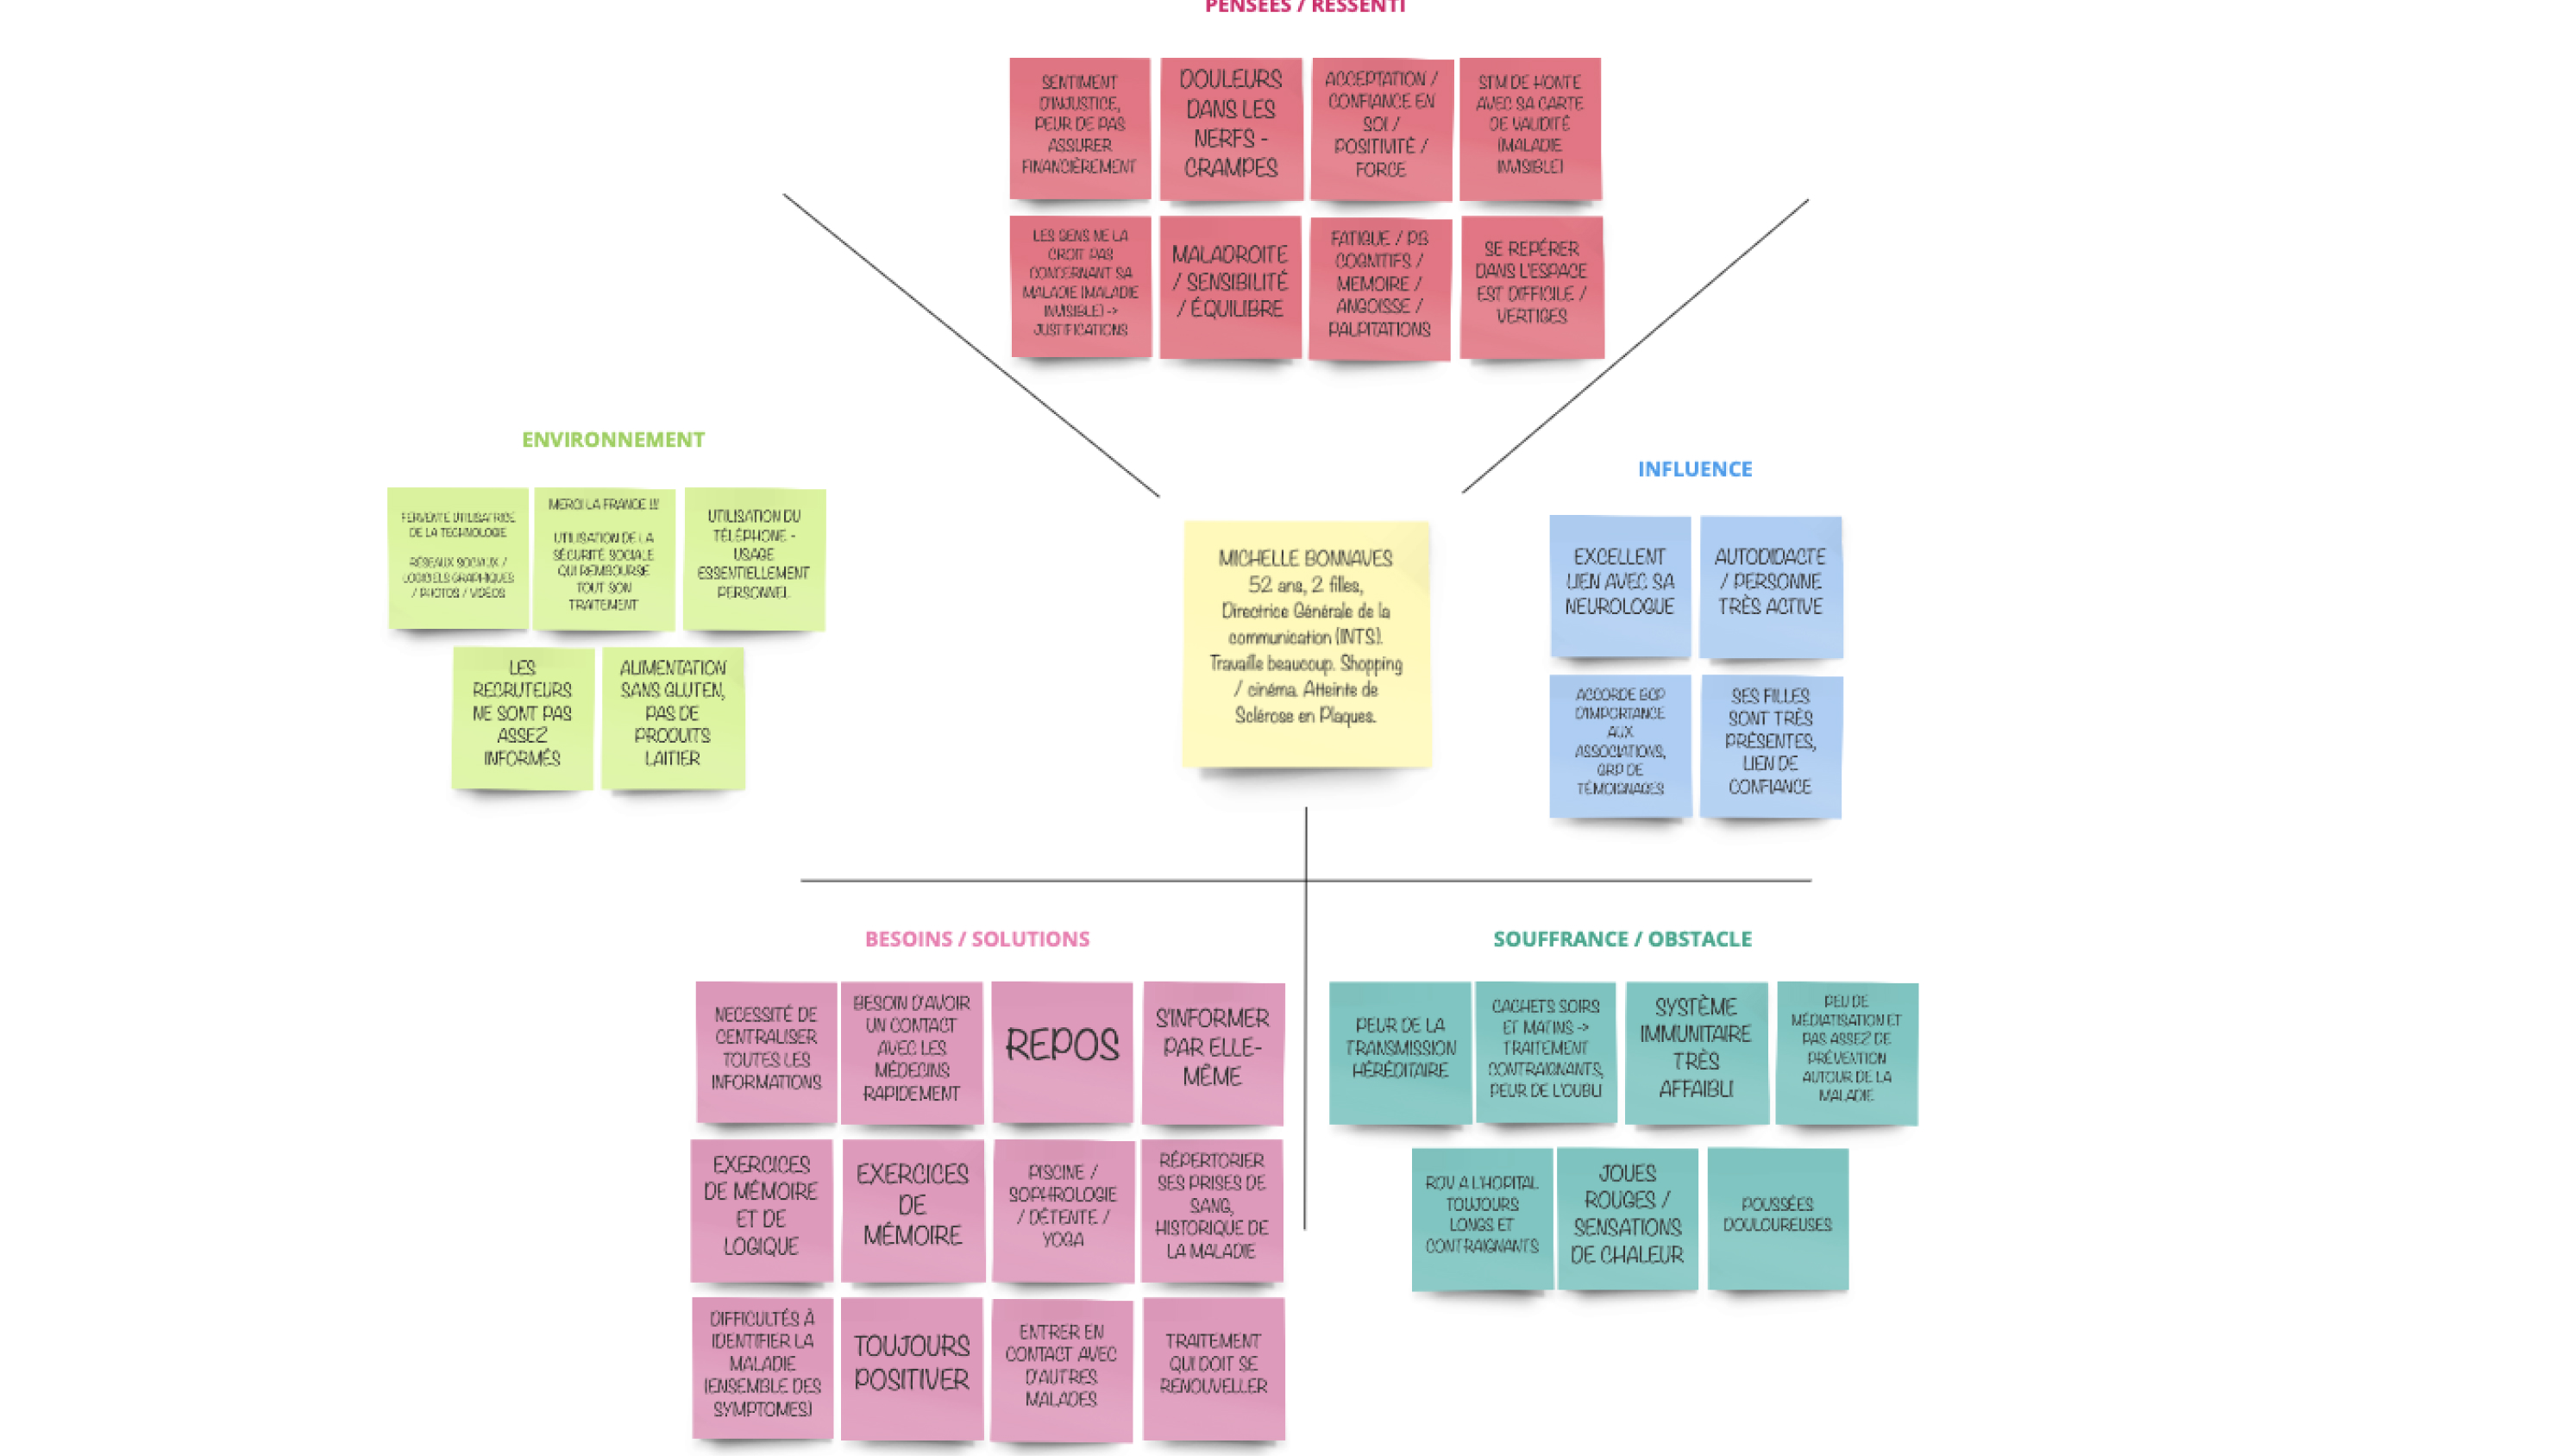 PENSÉES / RESSENTI
SENTIMENT
D'INJUSTICE,
PEUR DE PAS
ASSURER
FINANCIÈREMENT
DOULEURS
DANS LES
NERFS -
CRAMPES
ACCEPTATION /
CONFIANCE EN
SOI /
POSITIVITÉ /
FORCE
STM DE HONTE
AVEC SA CARTE
DE VALIDITÉ
(MALADIE
INVISIBLE)
LES GENS NE LA
CROIT PAS
CONCERNANT SA
MALADIE (MALADIE
INVISIBLE) ->
JUSTIFICATIONS
MALADROITE
/ SENSIBILITÉ
/ ÉQUILIBRE
FATIGUE / PB
COGNITIFS /
MEMOIRE /
ANGOISSE /
PALPITATIONS
SE REPÉRER
DANS L'ESPACE
EST DIFFICILE /
VERTIGES
ENVIRONNEMENT
FERVENTE UTILISATRICE
DE LA TECHNOLOGIE
RÉSEAUX SOCIAUX /
LOGICIELS GRAPHIQUES
/ PHOTOS / VIDÉOS
MERCI LA FRANCE !!!
UTILISATION DE LA
SÉCURITÉ SOCIALE
QUI REMBOURSE
TOUT SON
TRAITEMENT
UTILISATION DU
TÉLÉPHONE -
USAGE
ESSENTIELLEMENT
PERSONNEL
LES
RECRUTEURS
NE SONT PAS
ASSEZ
INFORMÉS
ALIMENTATION
SANS GLUTEN,
PAS DE
PRODUITS
LAITIER
MICHELLE BONNAVES
52 ans, 2 filles,
Directrice Générale de la
communication (INTS).
Travaille beaucoup. Shopping
/ cinéma. Atteinte de
Sclérose en Plaques.
INFLUENCE
EXCELLENT
LIEN AVEC SA
NEUROLOGUE
AUTODIDACTE
/ PERSONNE
TRÈS ACTIVE
ACCORDE BCP
D'IMPORTANCE
AUX
ASSOCIATIONS,
GRP DE
TÉMOIGNAGES
SES FILLES
SONT TRÈS
PRÉSENTES,
LIEN DE
CONFIANCE
BESOINS / SOLUTIONS
NECESSITÉ DE
CENTRALISER
TOUTES LES
INFORMATIONS
BESOIN D'AVOIR
UN CONTACT
AVEC LES
MÉDECINS
RAPIDEMENT
REPOS
S'INFORMER
PAR ELLE-
MÊME
EXERCICES
DE MÉMOIRE
ET DE
LOGIQUE
EXERCICES
DE
MÉMOIRE
PISCINE /
SOPHROLOGIE
/ DÉTENTE /
YOGA
RÉPERTORIER
SES PRISES DE
SANG,
HISTORIQUE DE
LA MALADIE
DIFFICULTÉS À
IDENTIFIER LA
MALADIE
(ENSEMBLE DES
SYMPTOMES)
TOUJOURS
POSITIVER
ENTRER EN
CONTACT AVEC
D'AUTRES
MALADES
TRAITEMENT
QUI DOIT SE
RENOUVELLER
SOUFFRANCE / OBSTACLE
PEUR DE LA
TRANSMISSION
HÉRÉDITAIRE
CACHETS SOIRS
ET MATINS ->
TRAITEMENT
CONTRAIGNANTS,
PEUR DE L'OUBLI
SYSTÈME
IMMUNITAIRE
TRÈS
AFFAIBLI
PEU DE
MÉDIATISATION ET
PAS ASSEZ DE
PRÉVENTION
AUTOUR DE LA
MALADIE
RDV A L'HOPITAL
TOUJOURS
LONGS ET
CONTRAIGNANTS
JOUES
ROUGES /
SENSATIONS
DE CHALEUR
POUSSÉES
DOULOUREUSES